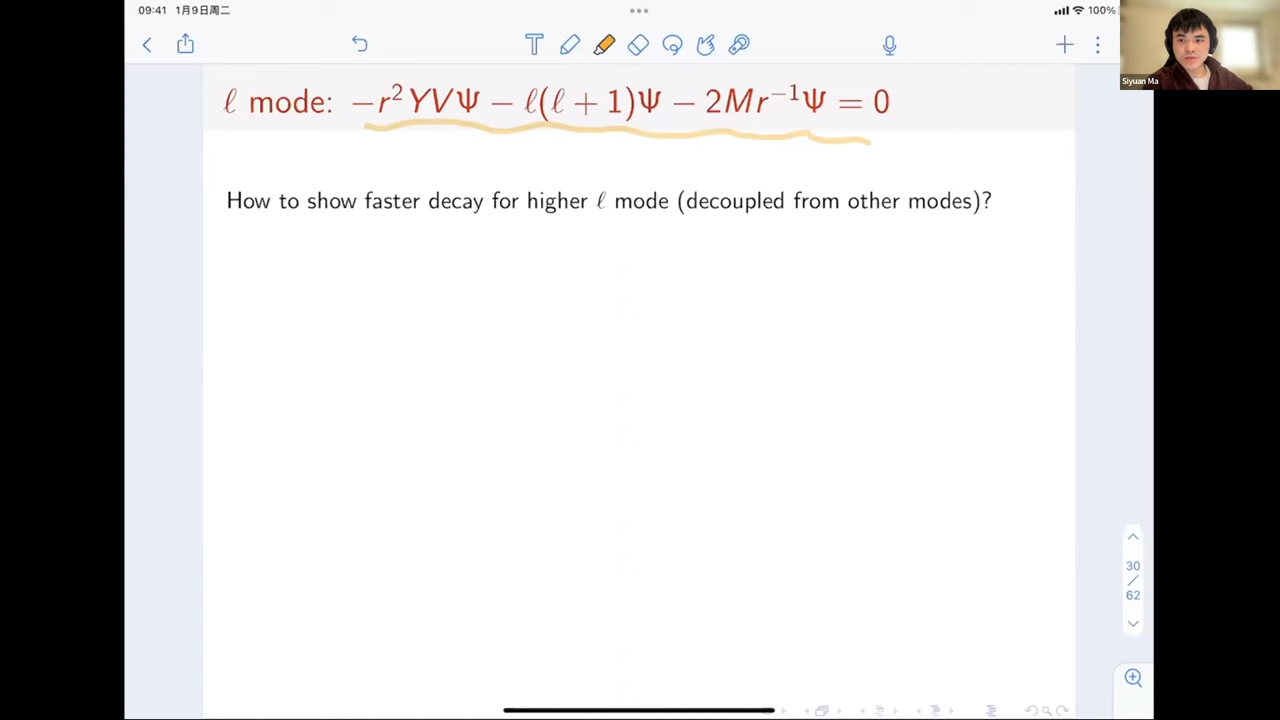 09:41 1月9日周二
100%
Siyuan Ma
ℓ mode: −r²YVΨ − ℓ(ℓ + 1)Ψ − 2Mr⁻¹Ψ = 0
How to show faster decay for higher ℓ mode (decoupled from other modes)?
30
/
62